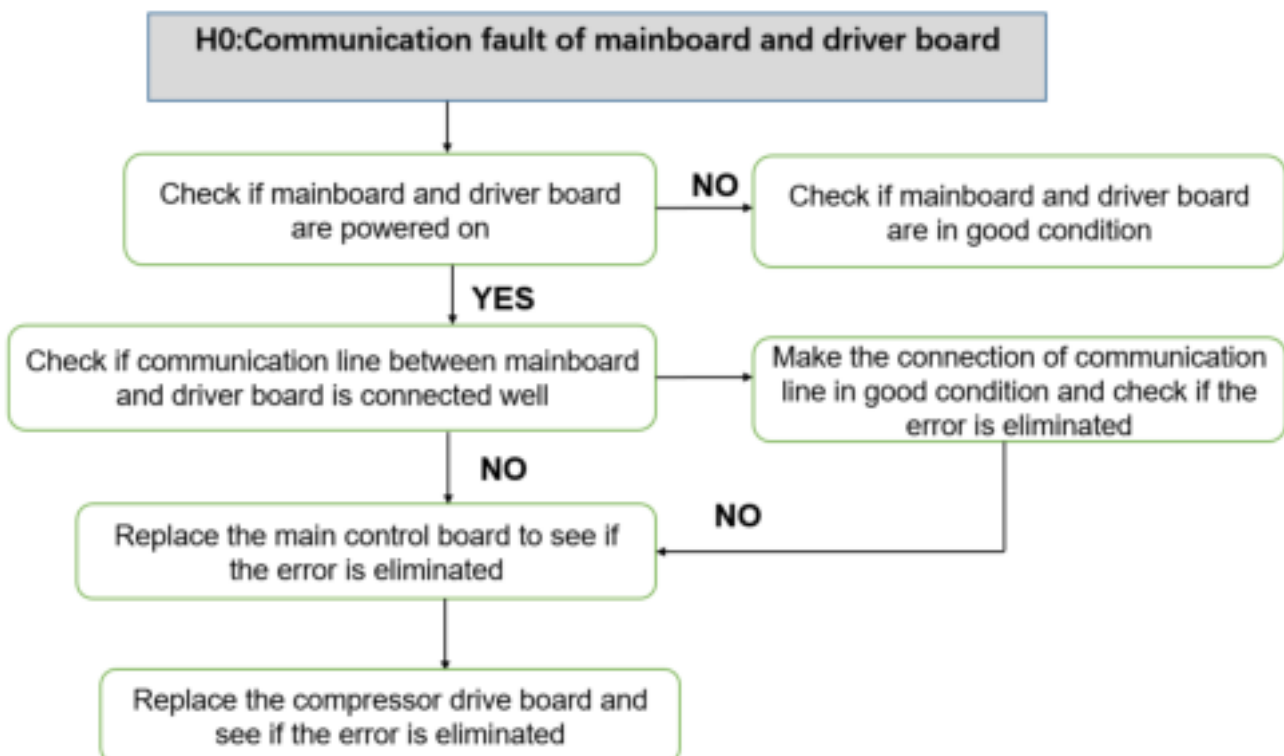 H0:Communication fault of mainboard and driver board
Check if mainboard and driver board
are powered on
NO
Check if mainboard and driver board
are in good condition
YES
Check if communication line between mainboard
and driver board is connected well
Make the connection of communication
line in good condition and check if the
error is eliminated
NO
NO
Replace the main control board to see if
the error is eliminated
Replace the compressor drive board and
see if the error is eliminated